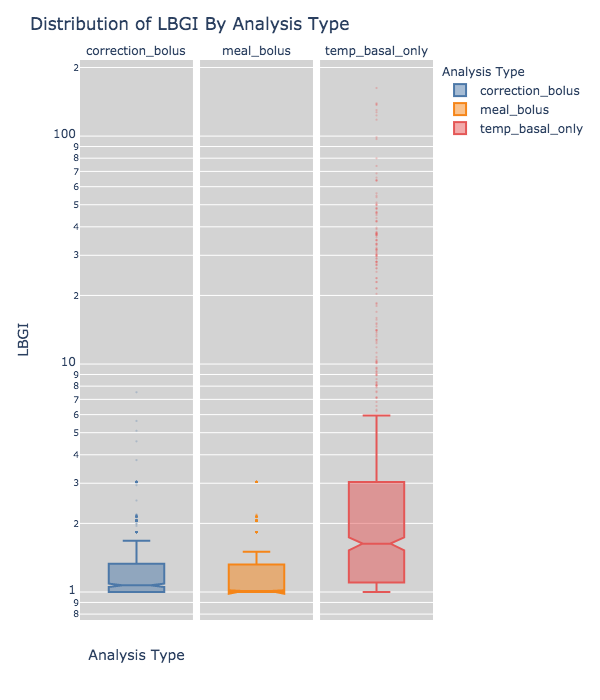 Distribution of LBGI By Analysis Type
correction_bolus meal_bolus temp_basal_only
Analysis Type
correction_bolus
meal_bolus
temp_basal_only
2
100
9
8
7
6
5
4
3
2
10
9
8
7
6
5
4
3
2
1
9
8
LBGI
Analysis Type